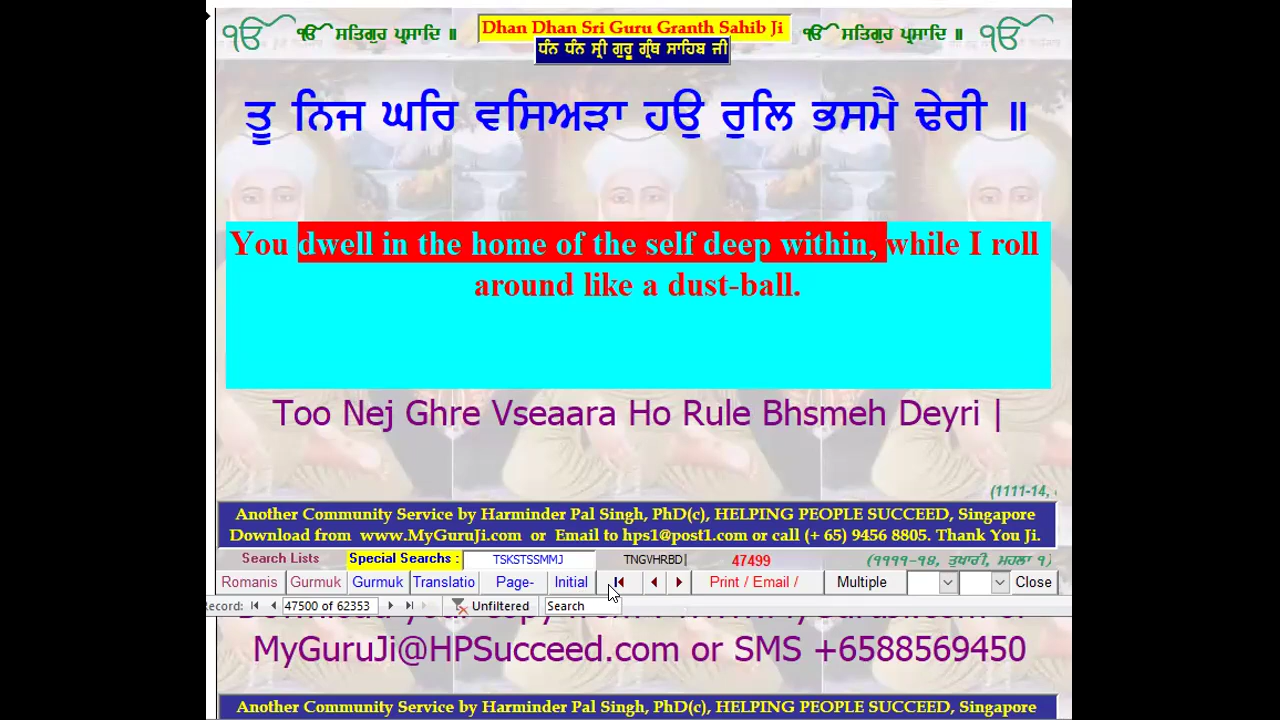 ੴ ੴ ਸਤਿਗੁਰ ਪ੍ਰਸਾਦਿ ॥ Dhan Dhan Sri Guru Granth Sahib Ji ੴ ਸਤਿਗੁਰ ਪ੍ਰਸਾਦਿ ॥ ੴ
ਧੰਨ ਧੰਨ ਸ੍ਰੀ ਗੁਰੂ ਗ੍ਰੰਥ ਸਾਹਿਬ ਜੀ
ਤੂ ਨਿਜ ਘਰਿ ਵਸਿਅੜਾ ਹਉ ਰੁਲਿ ਭਸਮੈ ਢੇਰੀ ॥
You dwell in the home of the self deep within, while I roll
around like a dust-ball.
Too Nej Ghre Vseaara Ho Rule Bhsmeh Deyri |
(1111-14,
Another Community Service by Harminder Pal Singh, PhD(c), HELPING PEOPLE SUCCEED, Singapore
Download from www.MyGuruJi.com or Email to hps1@post1.com or call (+ 65) 9456 8805. Thank You Ji.
Search Lists Special Searchs : TSKSTSSMMJ TNGVHRBD| 47499 (੧੧੧੧-੧੪, ਤੁਖਾਰੀ, ਮਹਲਾ ੧)
Romanis Gurmuk Gurmuk Translatio Page- Initial Print / Email / Multiple Close
Record: 47500 of 62353 Unfiltered Search
MyGuruJi@HPSucceed.com or SMS +6588569450
Another Community Service by Harminder Pal Singh, PhD(c), HELPING PEOPLE SUCCEED, Singapore